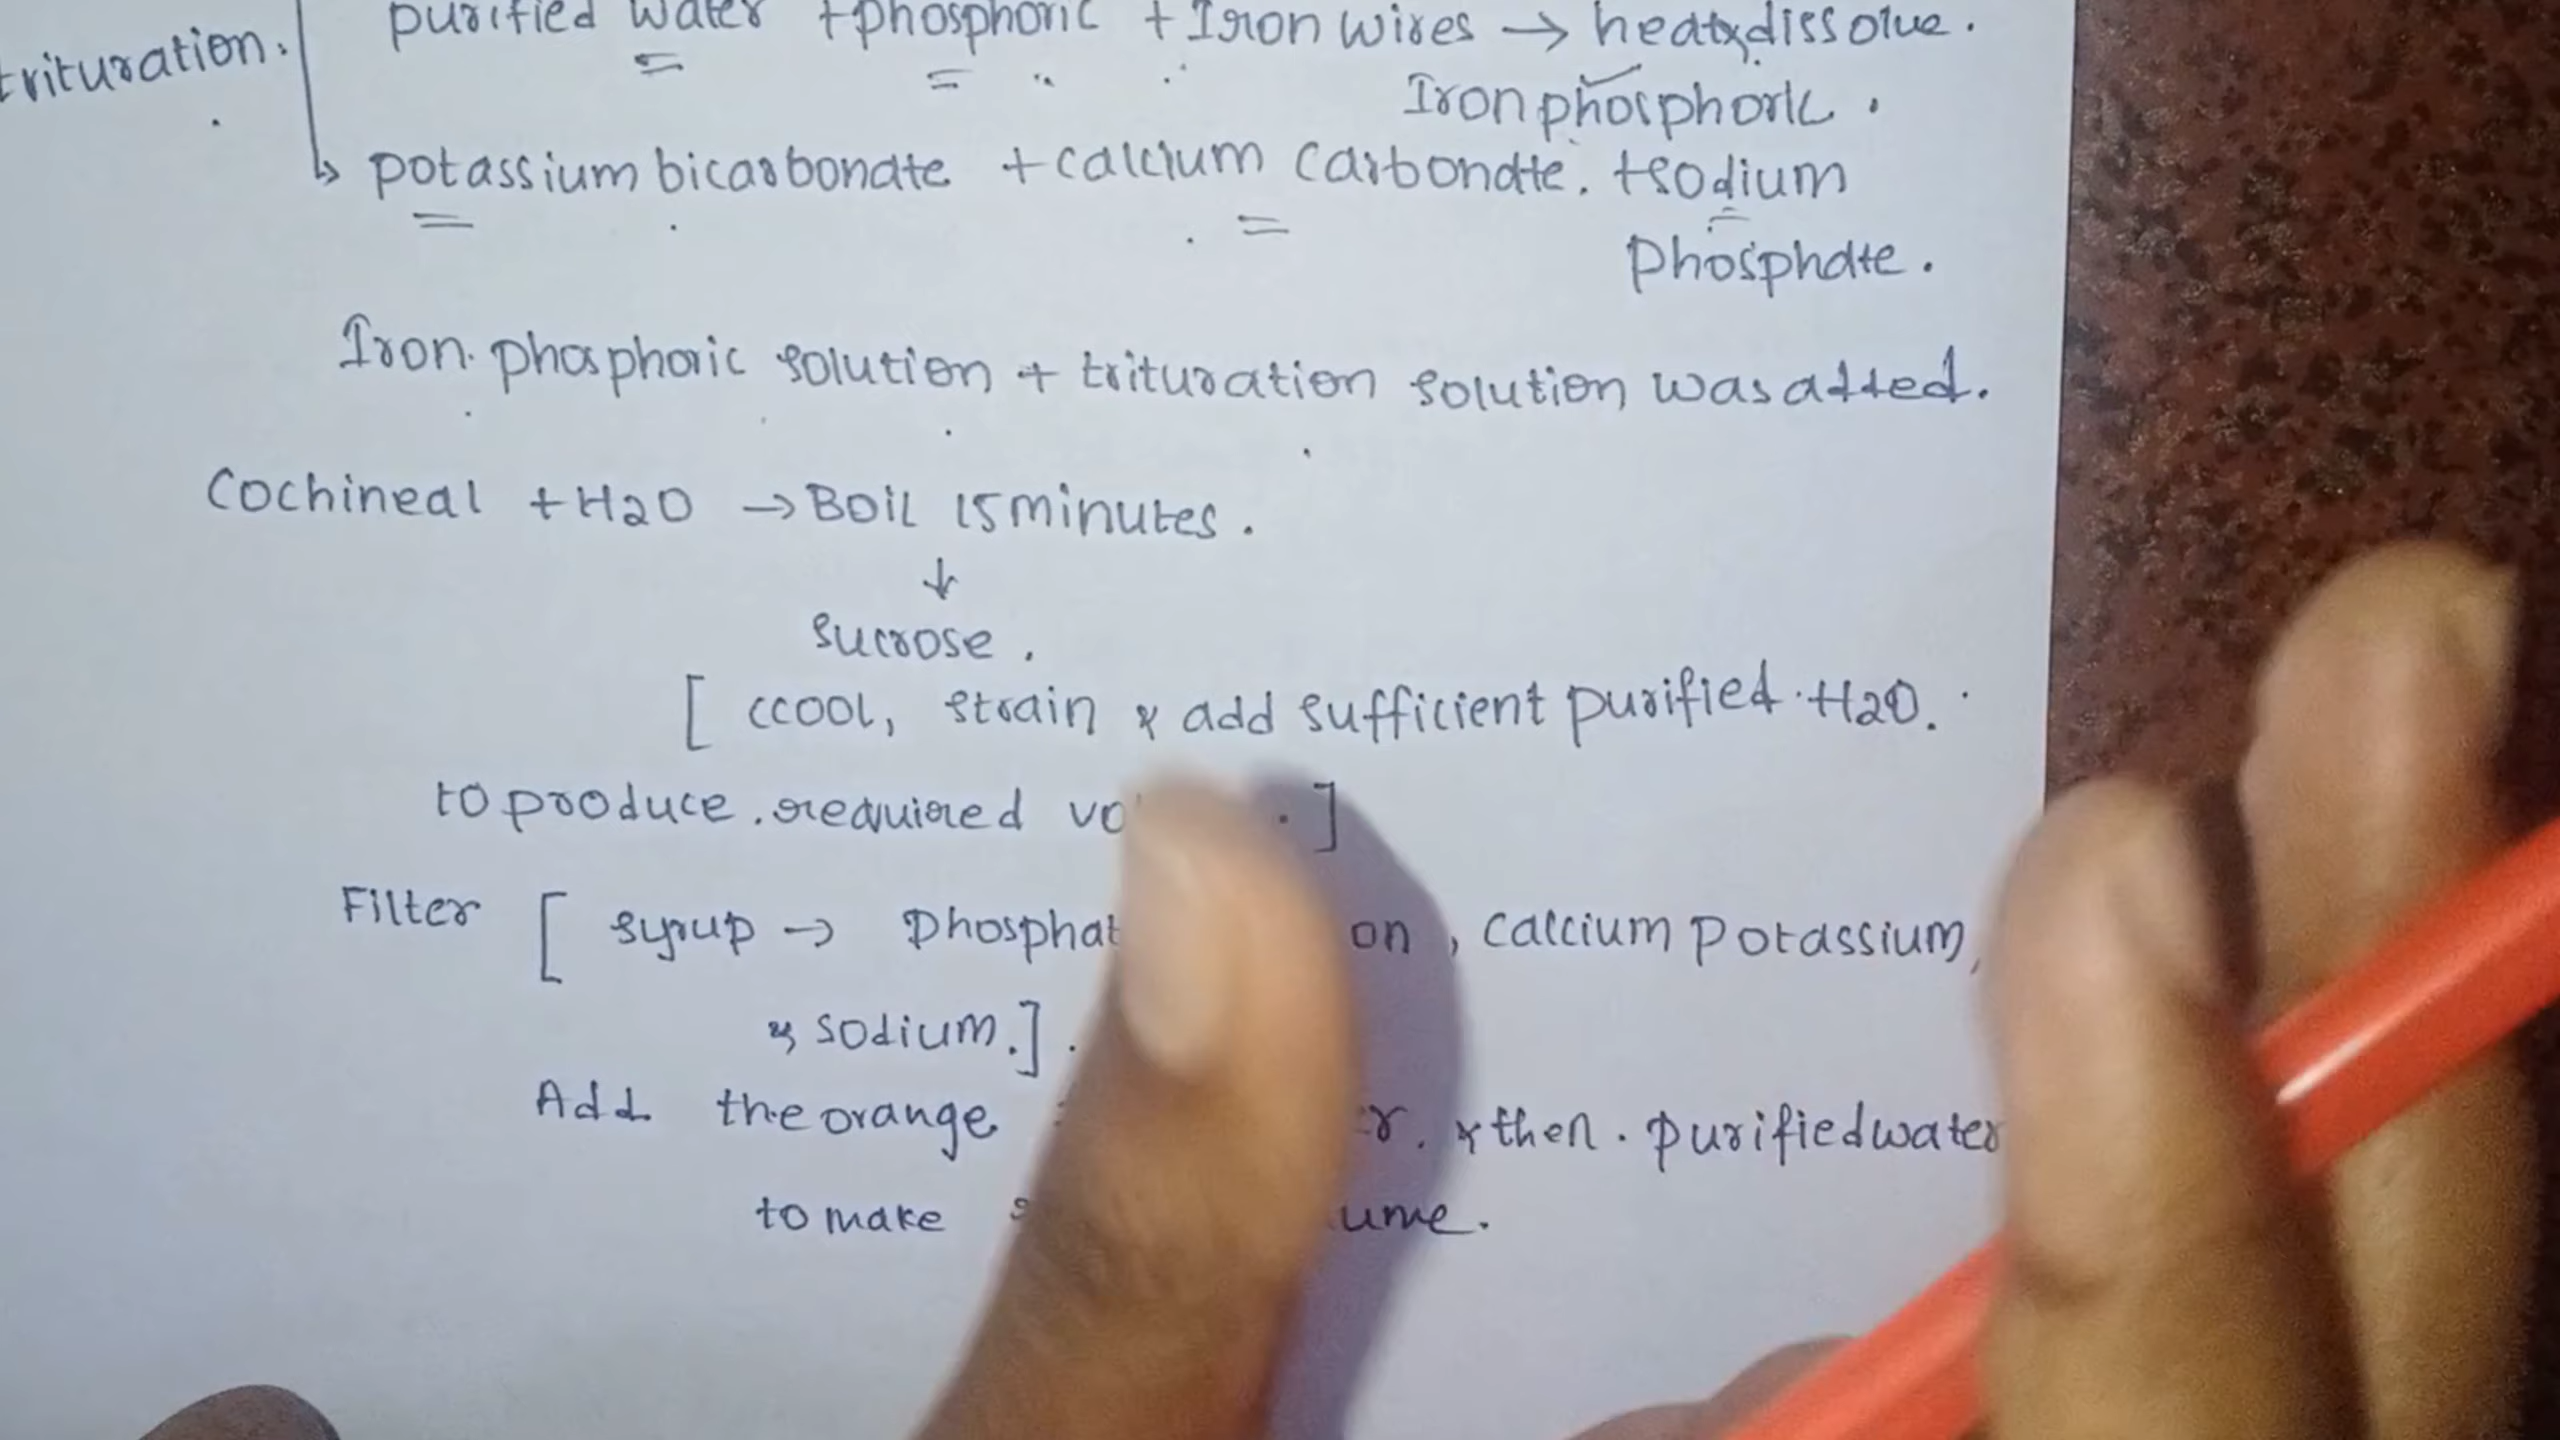 purified water + phosphoric + Iron wires → heat & dissolve.
trituration.
Iron phosphoric.
potassium bicarbonate + calcium carbonate. + sodium
phosphate.
Iron. phosphoric solution + trituration solution was added.
Cochineal + H2O → Boil 15 minutes.
↓
sucrose.
[ ccool, strain & add sufficient purified. H2O.
to produce. required . ]
Filter [ syrup → , calcium potassium,
& sodium.].
Add the orange & then. purified water
to make